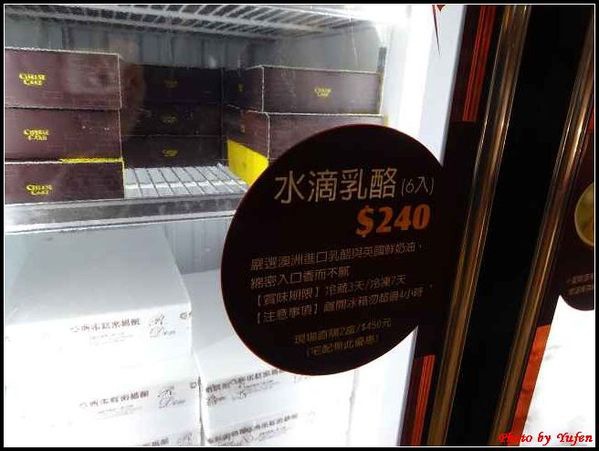 CHEESE
CAKE
CHEESE
CAKE
CHEESE
CAKE
CHEESE
CAKE
水滴乳酪(6入)
$240
嚴選澳洲進口乳酪與英國鮮奶油,
綿密入口香而不膩
【賞味期限】冷藏3天/冷凍7天
【注意事項】離開冰箱勿超過4小時
現場直購2盒/$450元
(宅配無此優惠)
Photo by Yufen